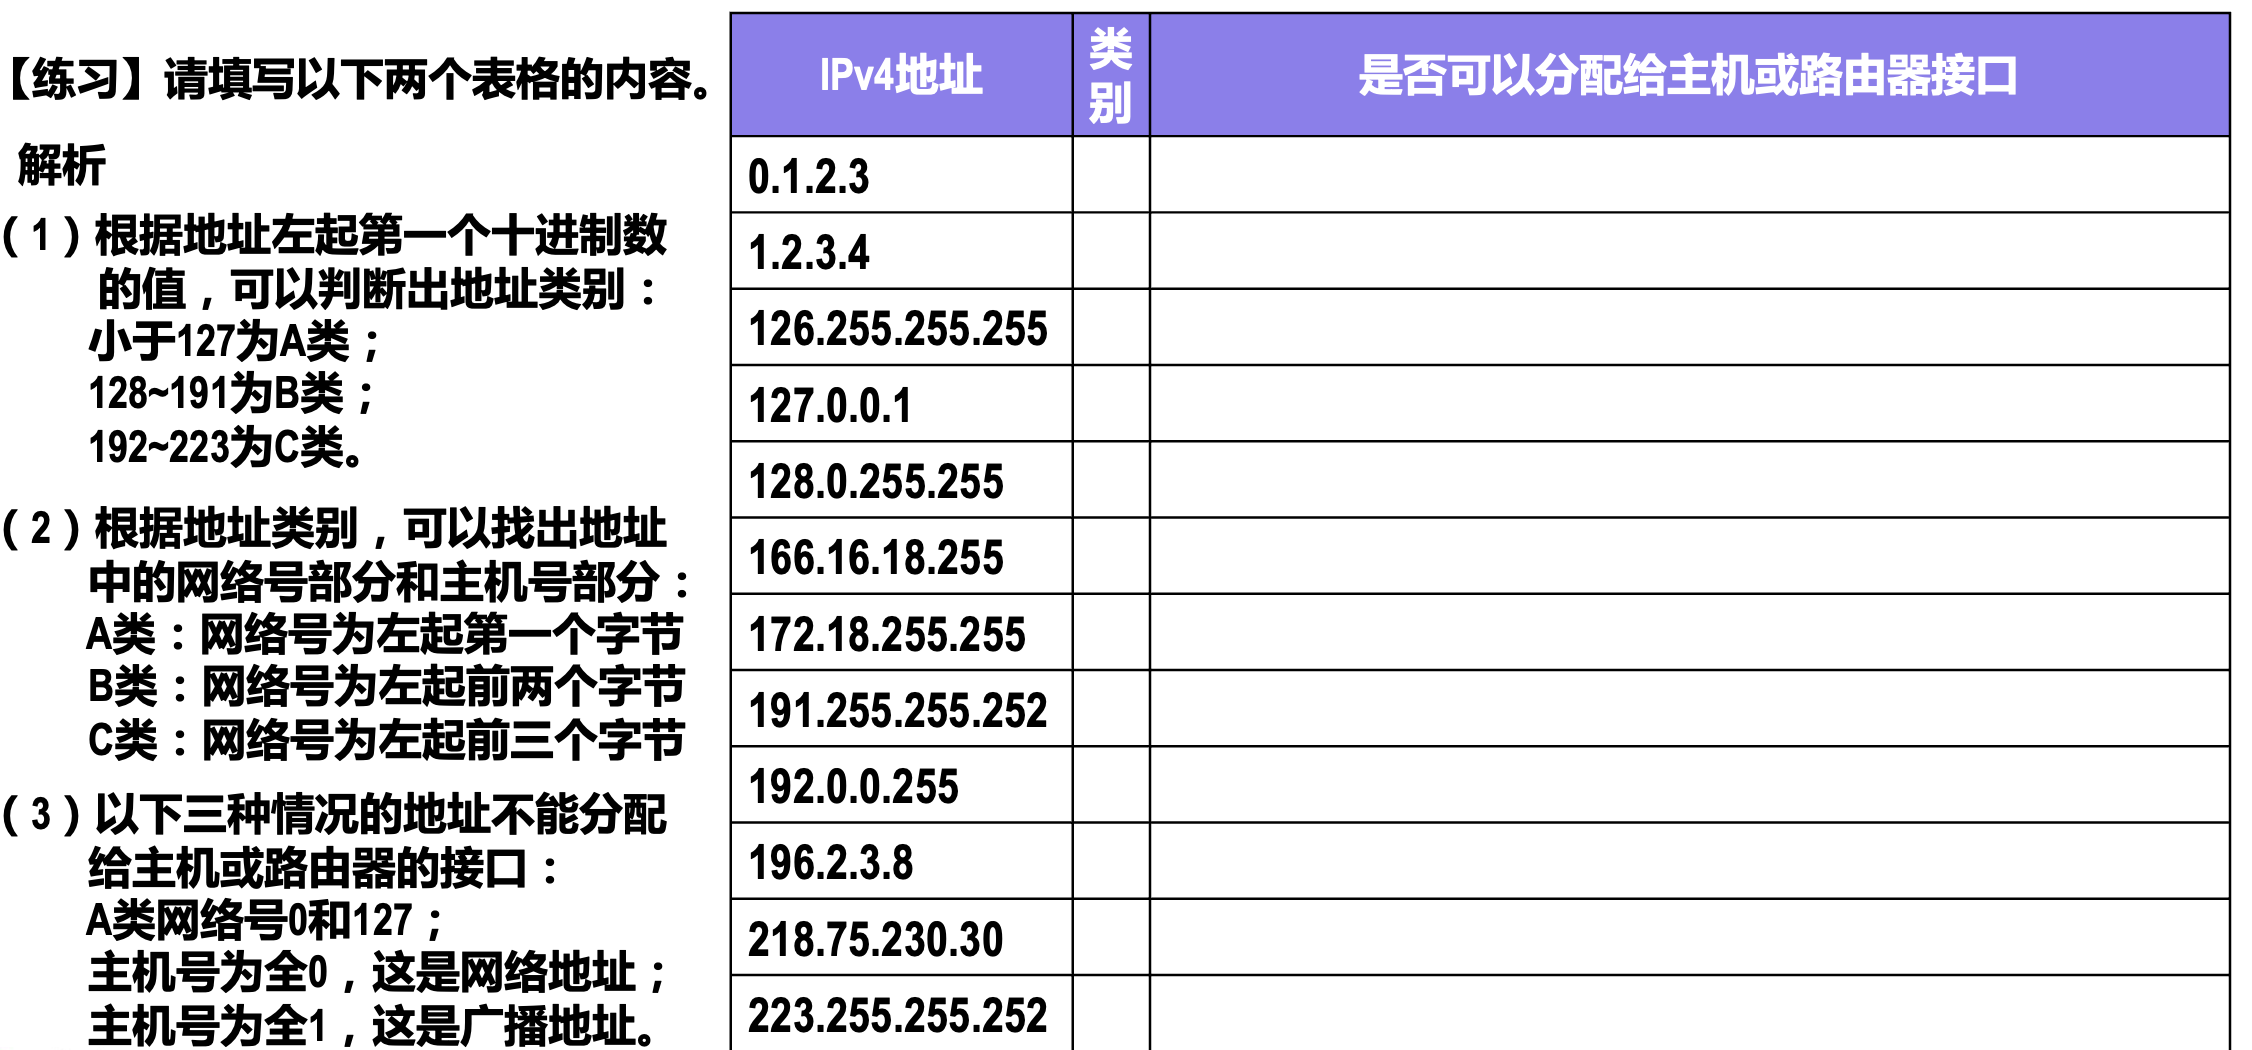 【练习】请填写以下两个表格的内容。
解析
（1）根据地址左起第一个十进制数
的值，可以判断出地址类别：
小于127为A类；
128~191为B类；
192~223为C类。
（2）根据地址类别，可以找出地址
中的网络号部分和主机号部分：
A类：网络号为左起第一个字节
B类：网络号为左起前两个字节
C类：网络号为左起前三个字节
（3）以下三种情况的地址不能分配
给主机或路由器的接口：
A类网络号0和127；
主机号为全0，这是网络地址；
主机号为全1，这是广播地址。
IPv4地址 类别 是否可以分配给主机或路由器接口
0.1.2.3
1.2.3.4
126.255.255.255
127.0.0.1
128.0.255.255
166.16.18.255
172.18.255.255
191.255.255.252
192.0.0.255
196.2.3.8
218.75.230.30
223.255.255.252